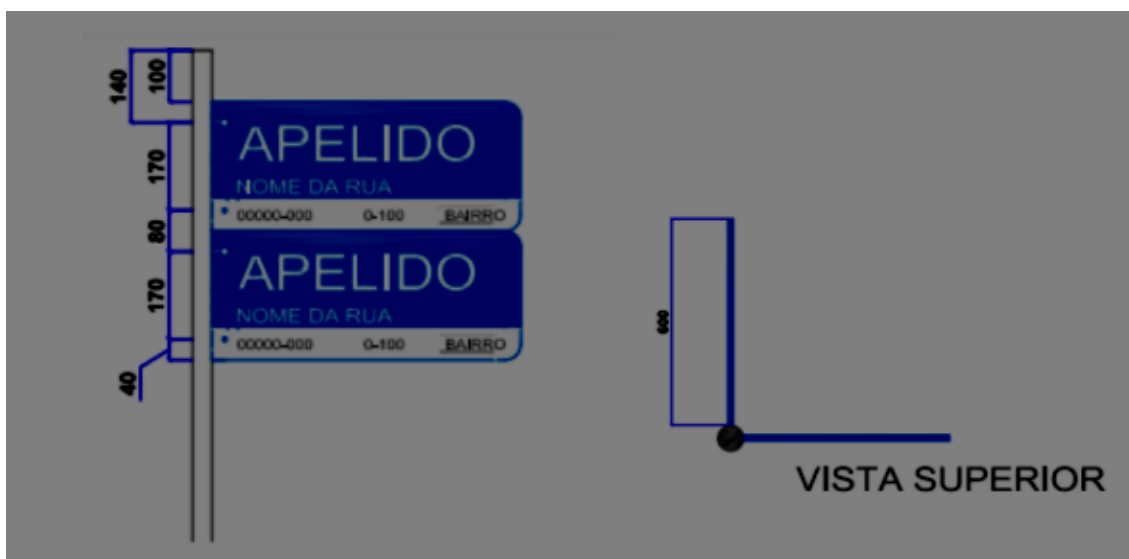 140
100
170
80
170
40
APELIDO
NOME DA RUA
00000-000 0-100 BAIRRO
APELIDO
NOME DA RUA
00000-000 0-100 BAIRRO
600
VISTA SUPERIOR